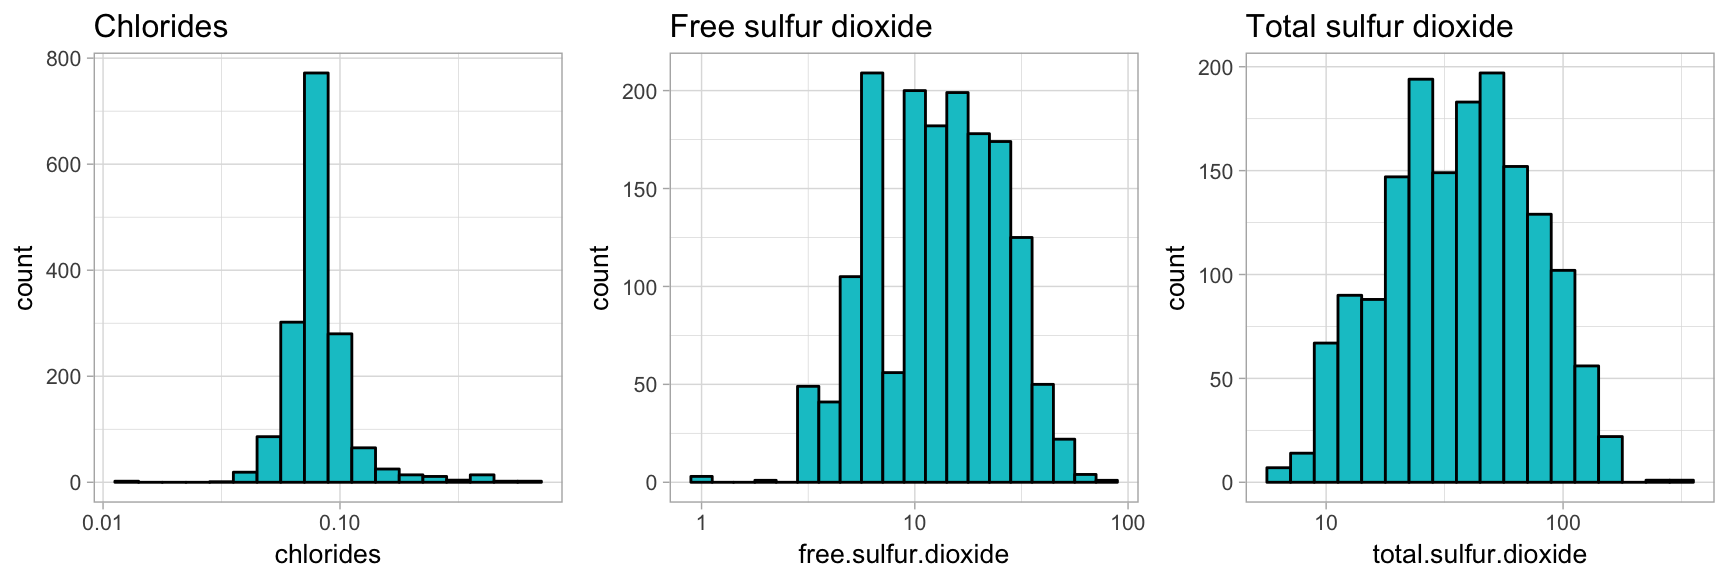 Chlorides
800
600
400
200
0
count
0.01
0.10
chlorides
Free sulfur dioxide
200
150
100
50
0
count
1
10
100
free.sulfur.dioxide
Total sulfur dioxide
200
150
100
50
0
count
10
100
total.sulfur.dioxide